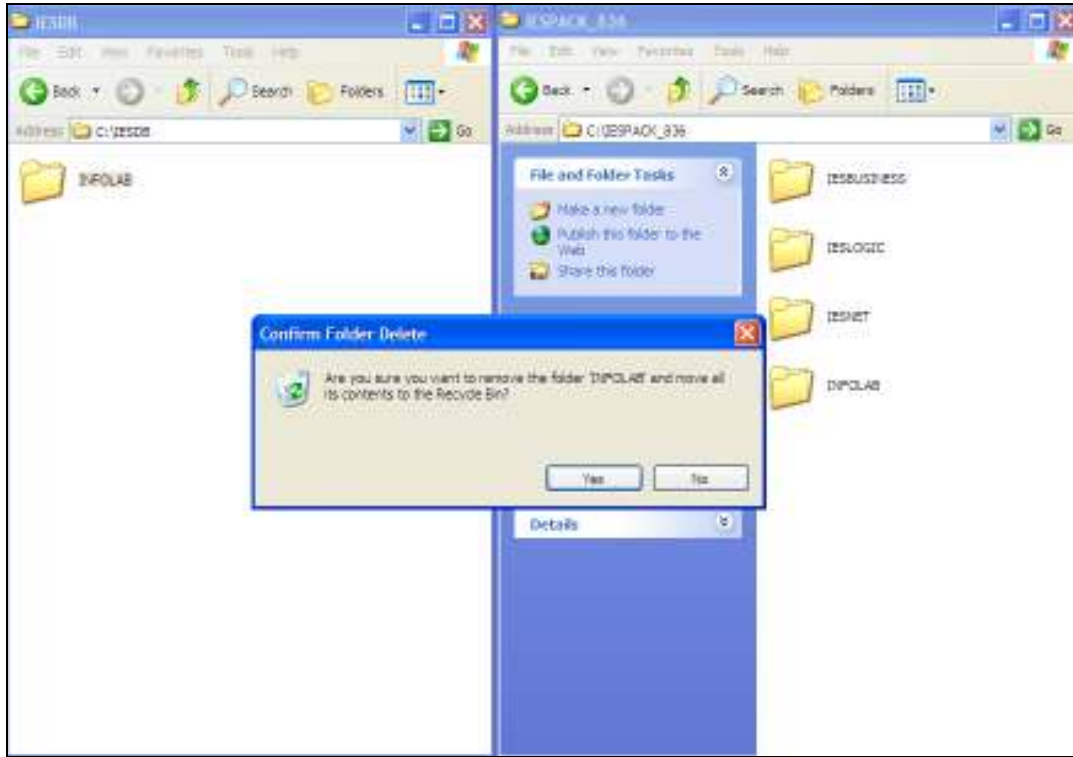 IESDB
File Edit View Favorites Tools Help
Back Search Folders
Address C:\IESDB Go
INFOLAB
IESPACK_836
File Edit View Favorites Tools Help
Back Search Folders
Address C:\IESPACK_836 Go
File and Folder Tasks
Make a new folder
Publish this folder to the
Web
Share this folder
Details
IESBUSINESS
IESLOGIC
IESNET
INFOLAB
Confirm Folder Delete
Are you sure you want to remove the folder 'INFOLAB' and move all
its contents to the Recycle Bin?
Yes No